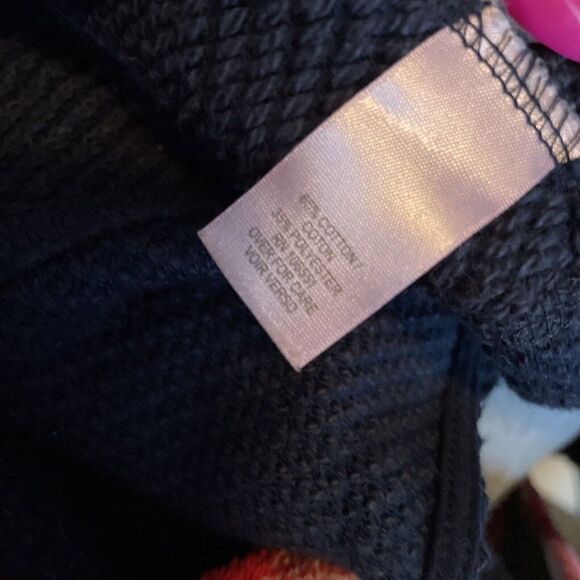 65% COTTON/
COTON
35% POLYESTER
RN
OVER FOR CARE
VOIR VERSO